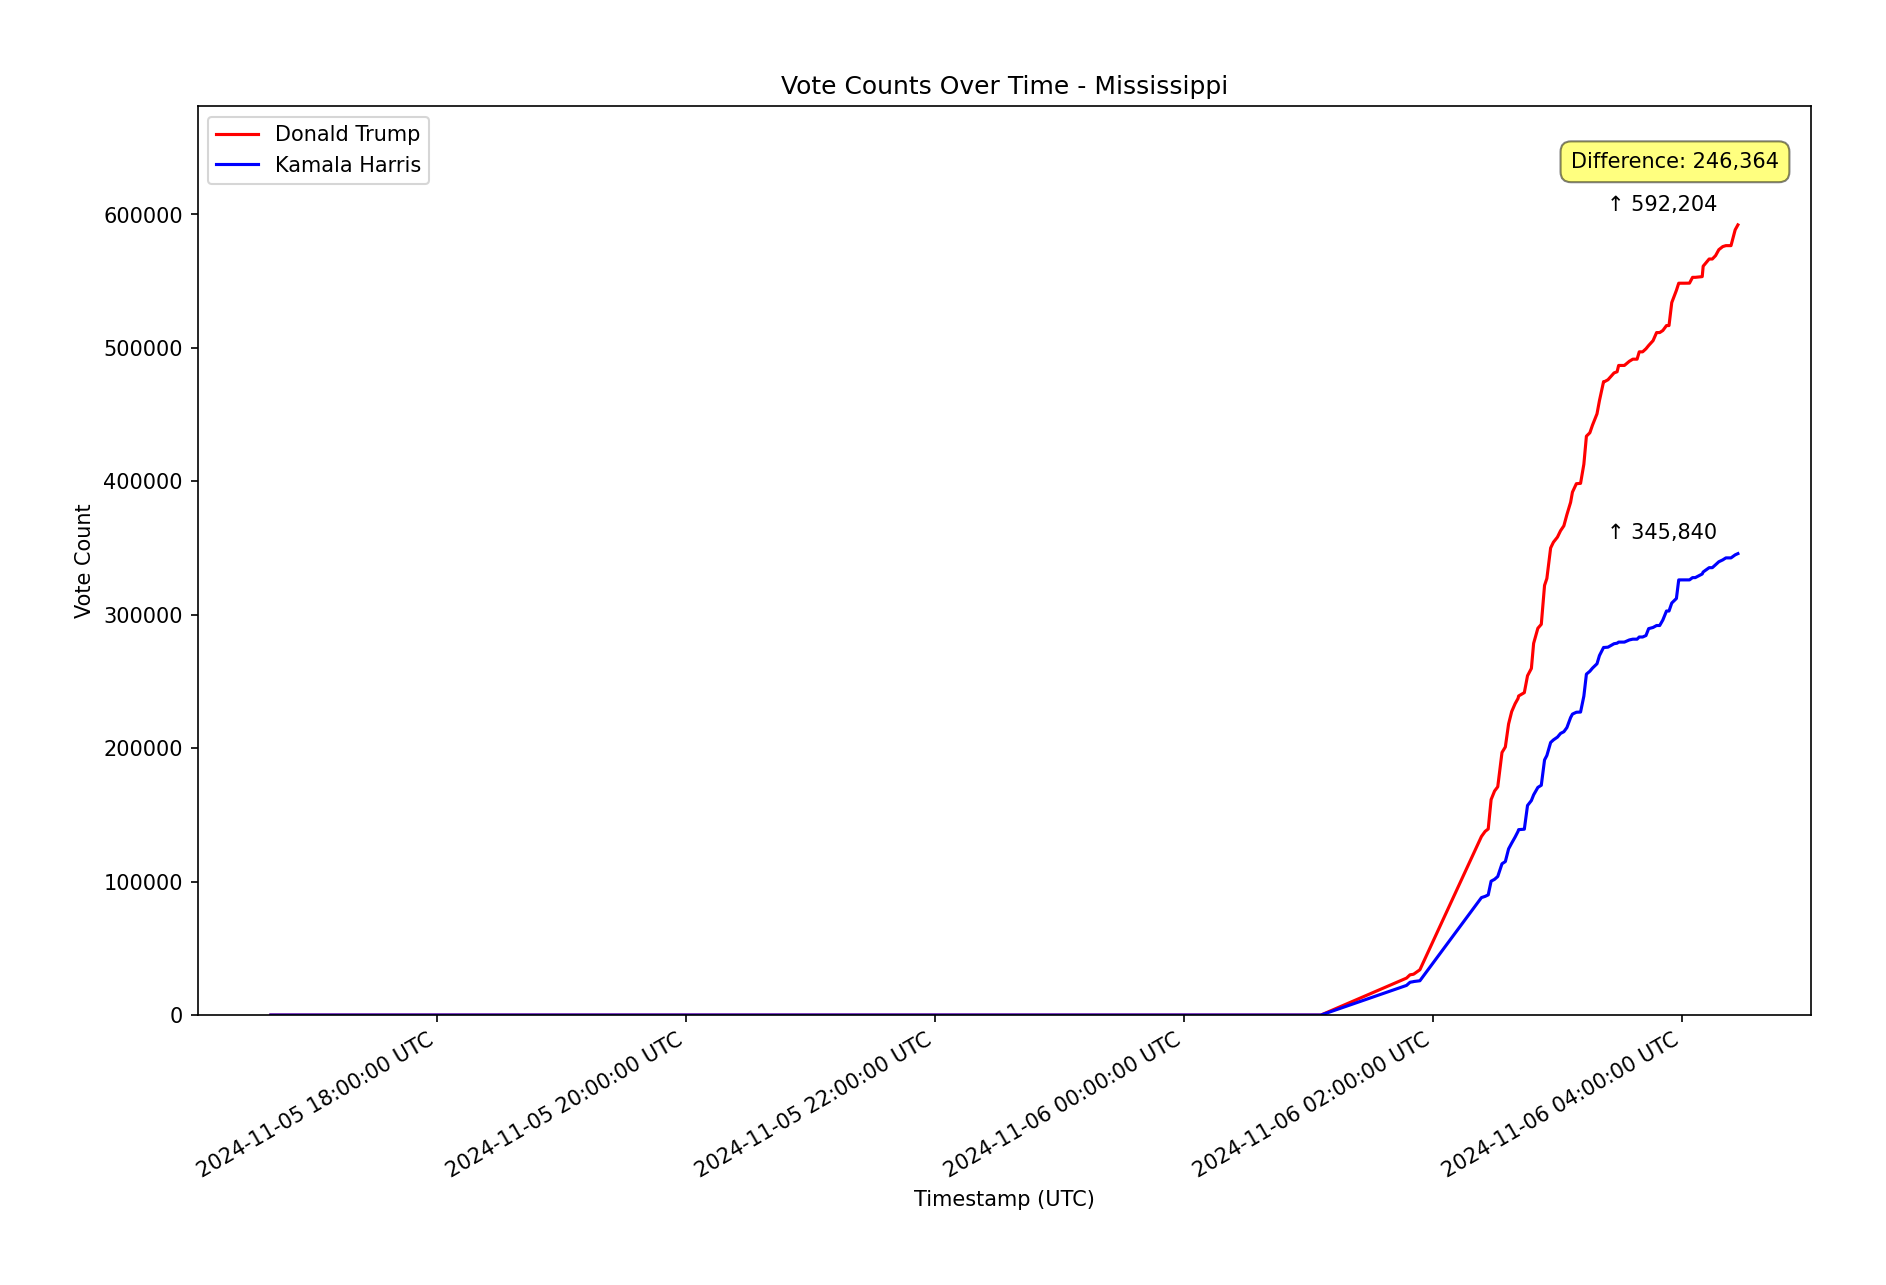 Vote Counts Over Time - Mississippi
Donald Trump
Kamala Harris
Difference: 246,364
↑ 592,204
↑ 345,840
Vote Count
600000
500000
400000
300000
200000
100000
0
2024-11-05 18:00:00 UTC
2024-11-05 20:00:00 UTC
2024-11-05 22:00:00 UTC
2024-11-06 00:00:00 UTC
2024-11-06 02:00:00 UTC
2024-11-06 04:00:00 UTC
Timestamp (UTC)